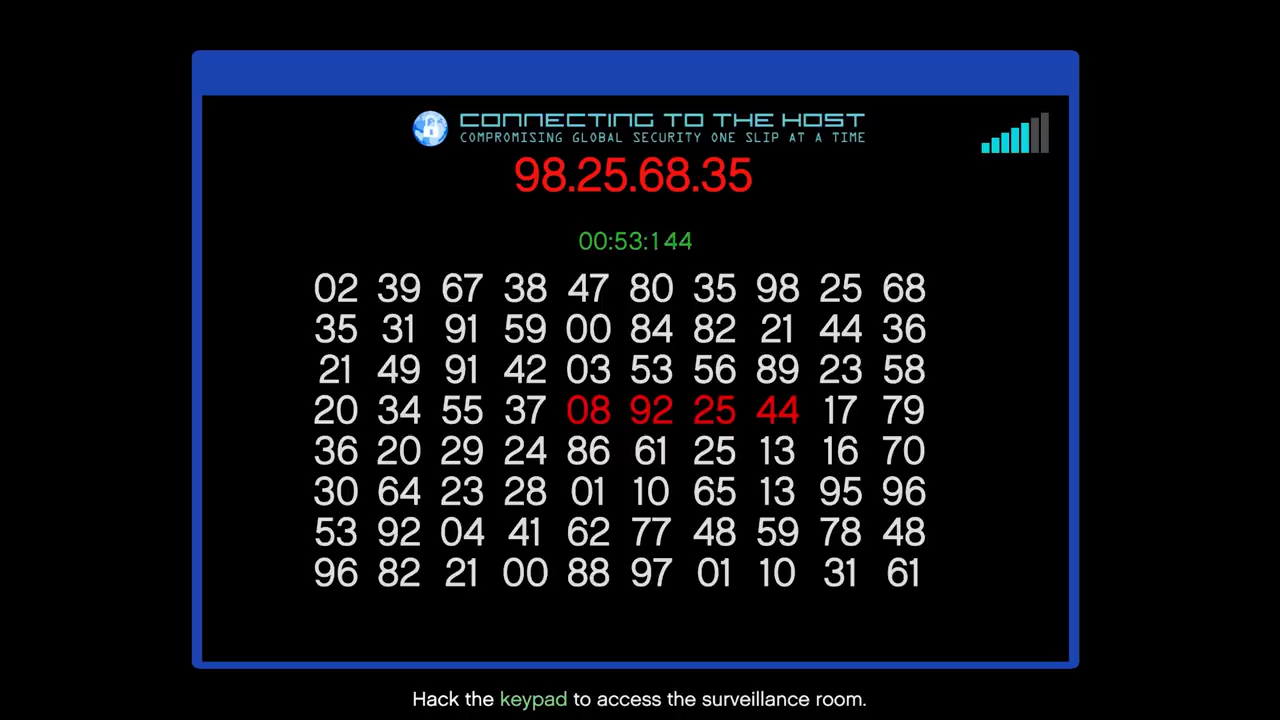 CONNECTING TO THE HOST
COMPROMISING GLOBAL SECURITY ONE SLIP AT A TIME
98.25.68.35
00:53:144
02 39 67 38 47 80 35 98 25 68
35 31 91 59 00 84 82 21 44 36
21 49 91 42 03 53 56 89 23 58
20 34 55 37 08 92 25 44 17 79
36 20 29 24 86 61 25 13 16 70
30 64 23 28 01 10 65 13 95 96
53 92 04 41 62 77 48 59 78 48
96 82 21 00 88 97 01 10 31 61
Hack the keypad to access the surveillance room.